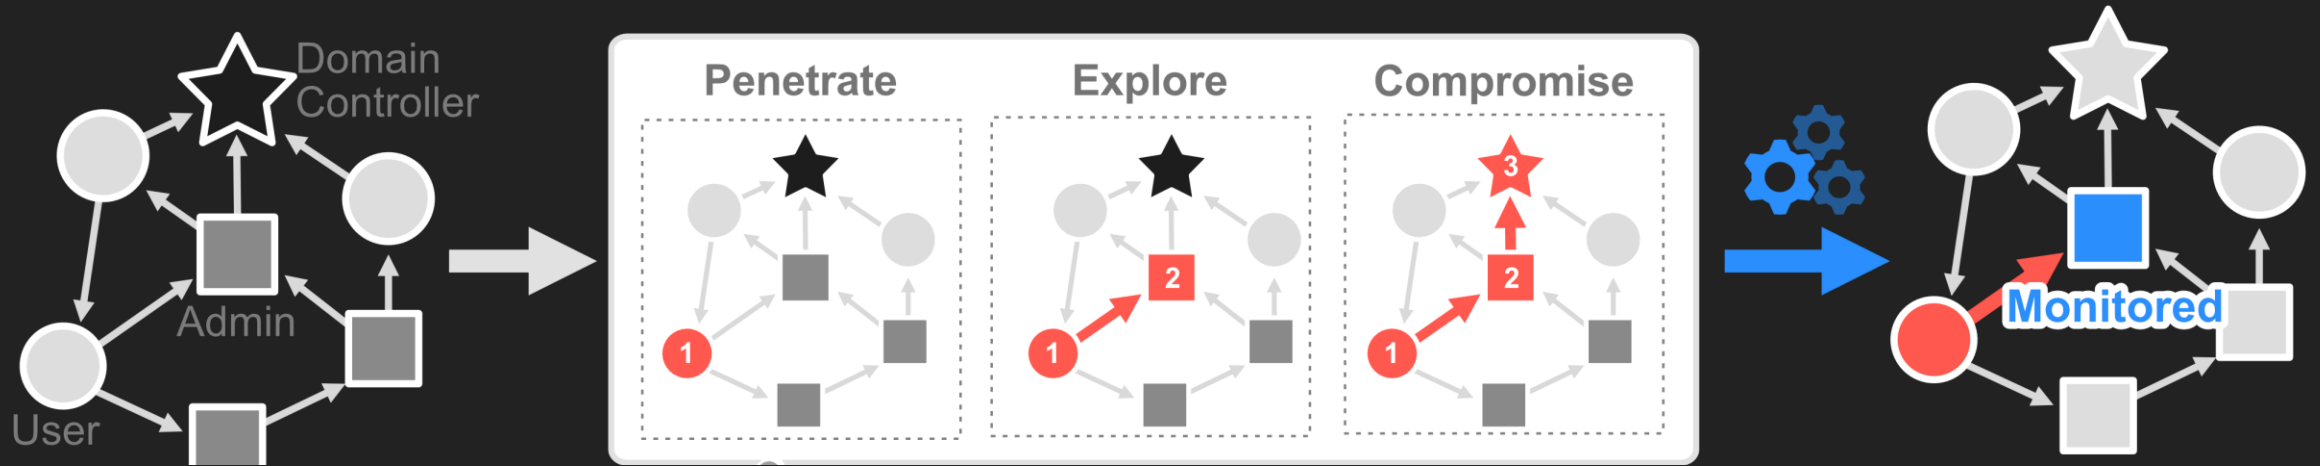 Domain
Controller
Admin
User
Penetrate
1
Explore
1
2
Compromise
1
2
3
Monitored